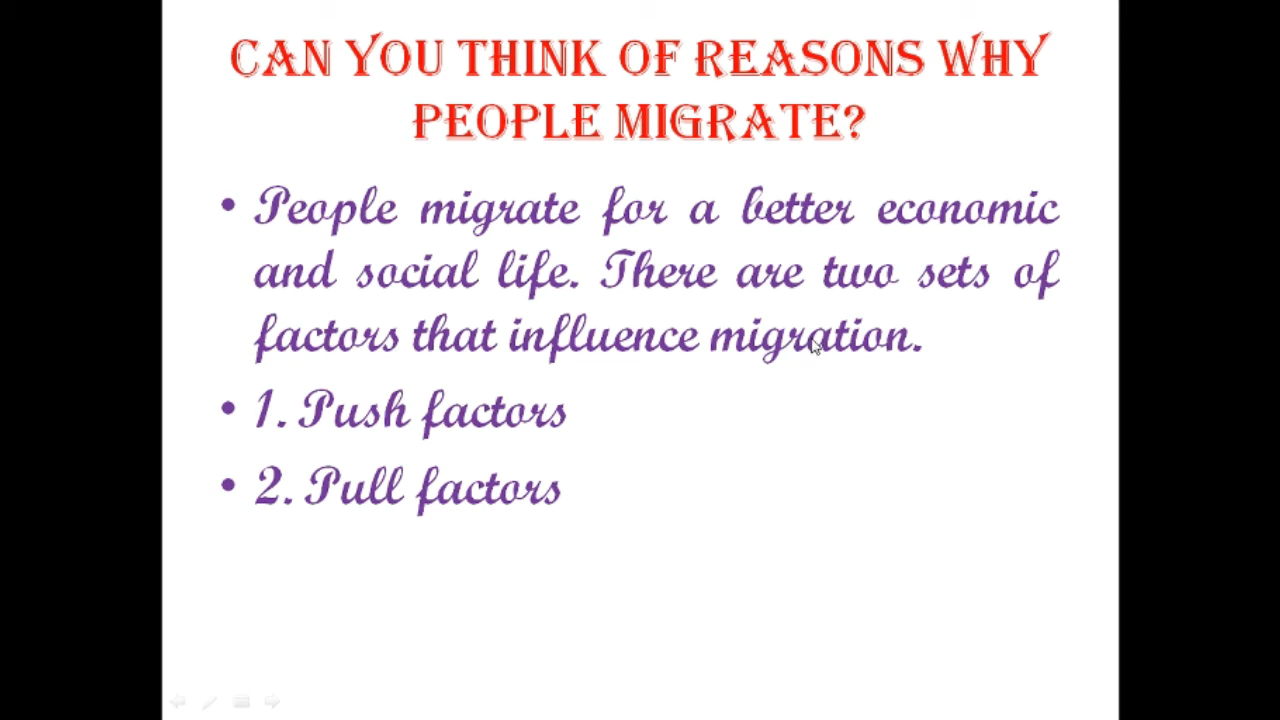 CAN YOU THINK OF REASONS WHY
PEOPLE MIGRATE?
• People migrate for a better economic
and social life. There are two sets of
factors that influence migration.
• 1. Push factors
• 2. Pull factors